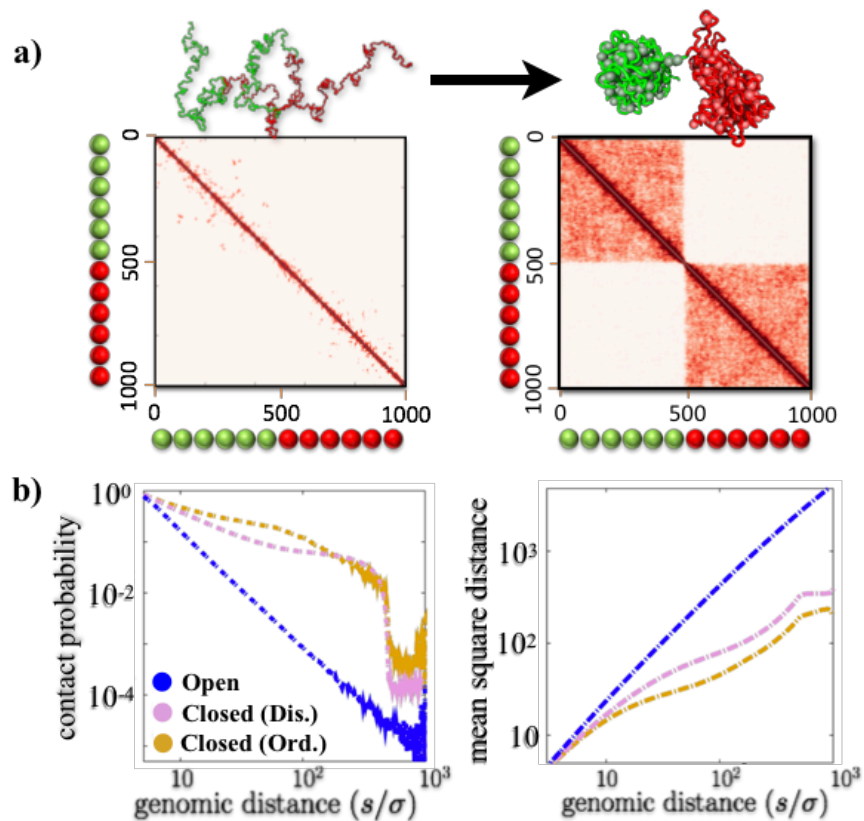 a)
0
500
1000
0
500
1000
0
500
1000
0
500
1000
b)
contact probability
10^0
10^-2
10^-4
Open
Closed (Dis.)
Closed (Ord.)
10
10^2
10^3
genomic distance (s/σ)
mean square distance
10^3
10^2
10
10
10^2
10^3
genomic distance (s/σ)